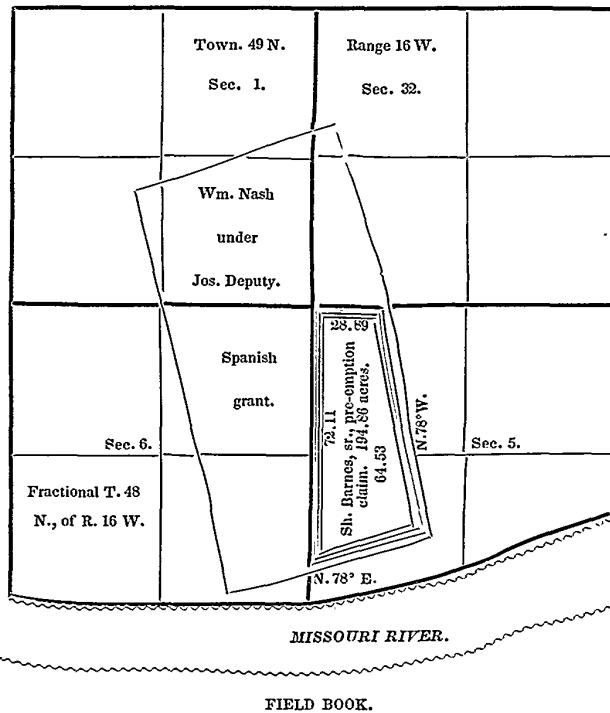 Town. 49 N.
Range 16 W.
Sec. 1.
Sec. 32.
Wm. Nash
under
Jos. Deputy.
Spanish
grant.
28.89
72.11
Sh. Barnes, sr., pre-emption
claim. 194.86 acres.
64.53
N.78° W.
Sec. 6.
Sec. 5.
Fractional T. 48
N., of R. 16 W.
N.78° E.
MISSOURI RIVER.
FIELD BOOK.